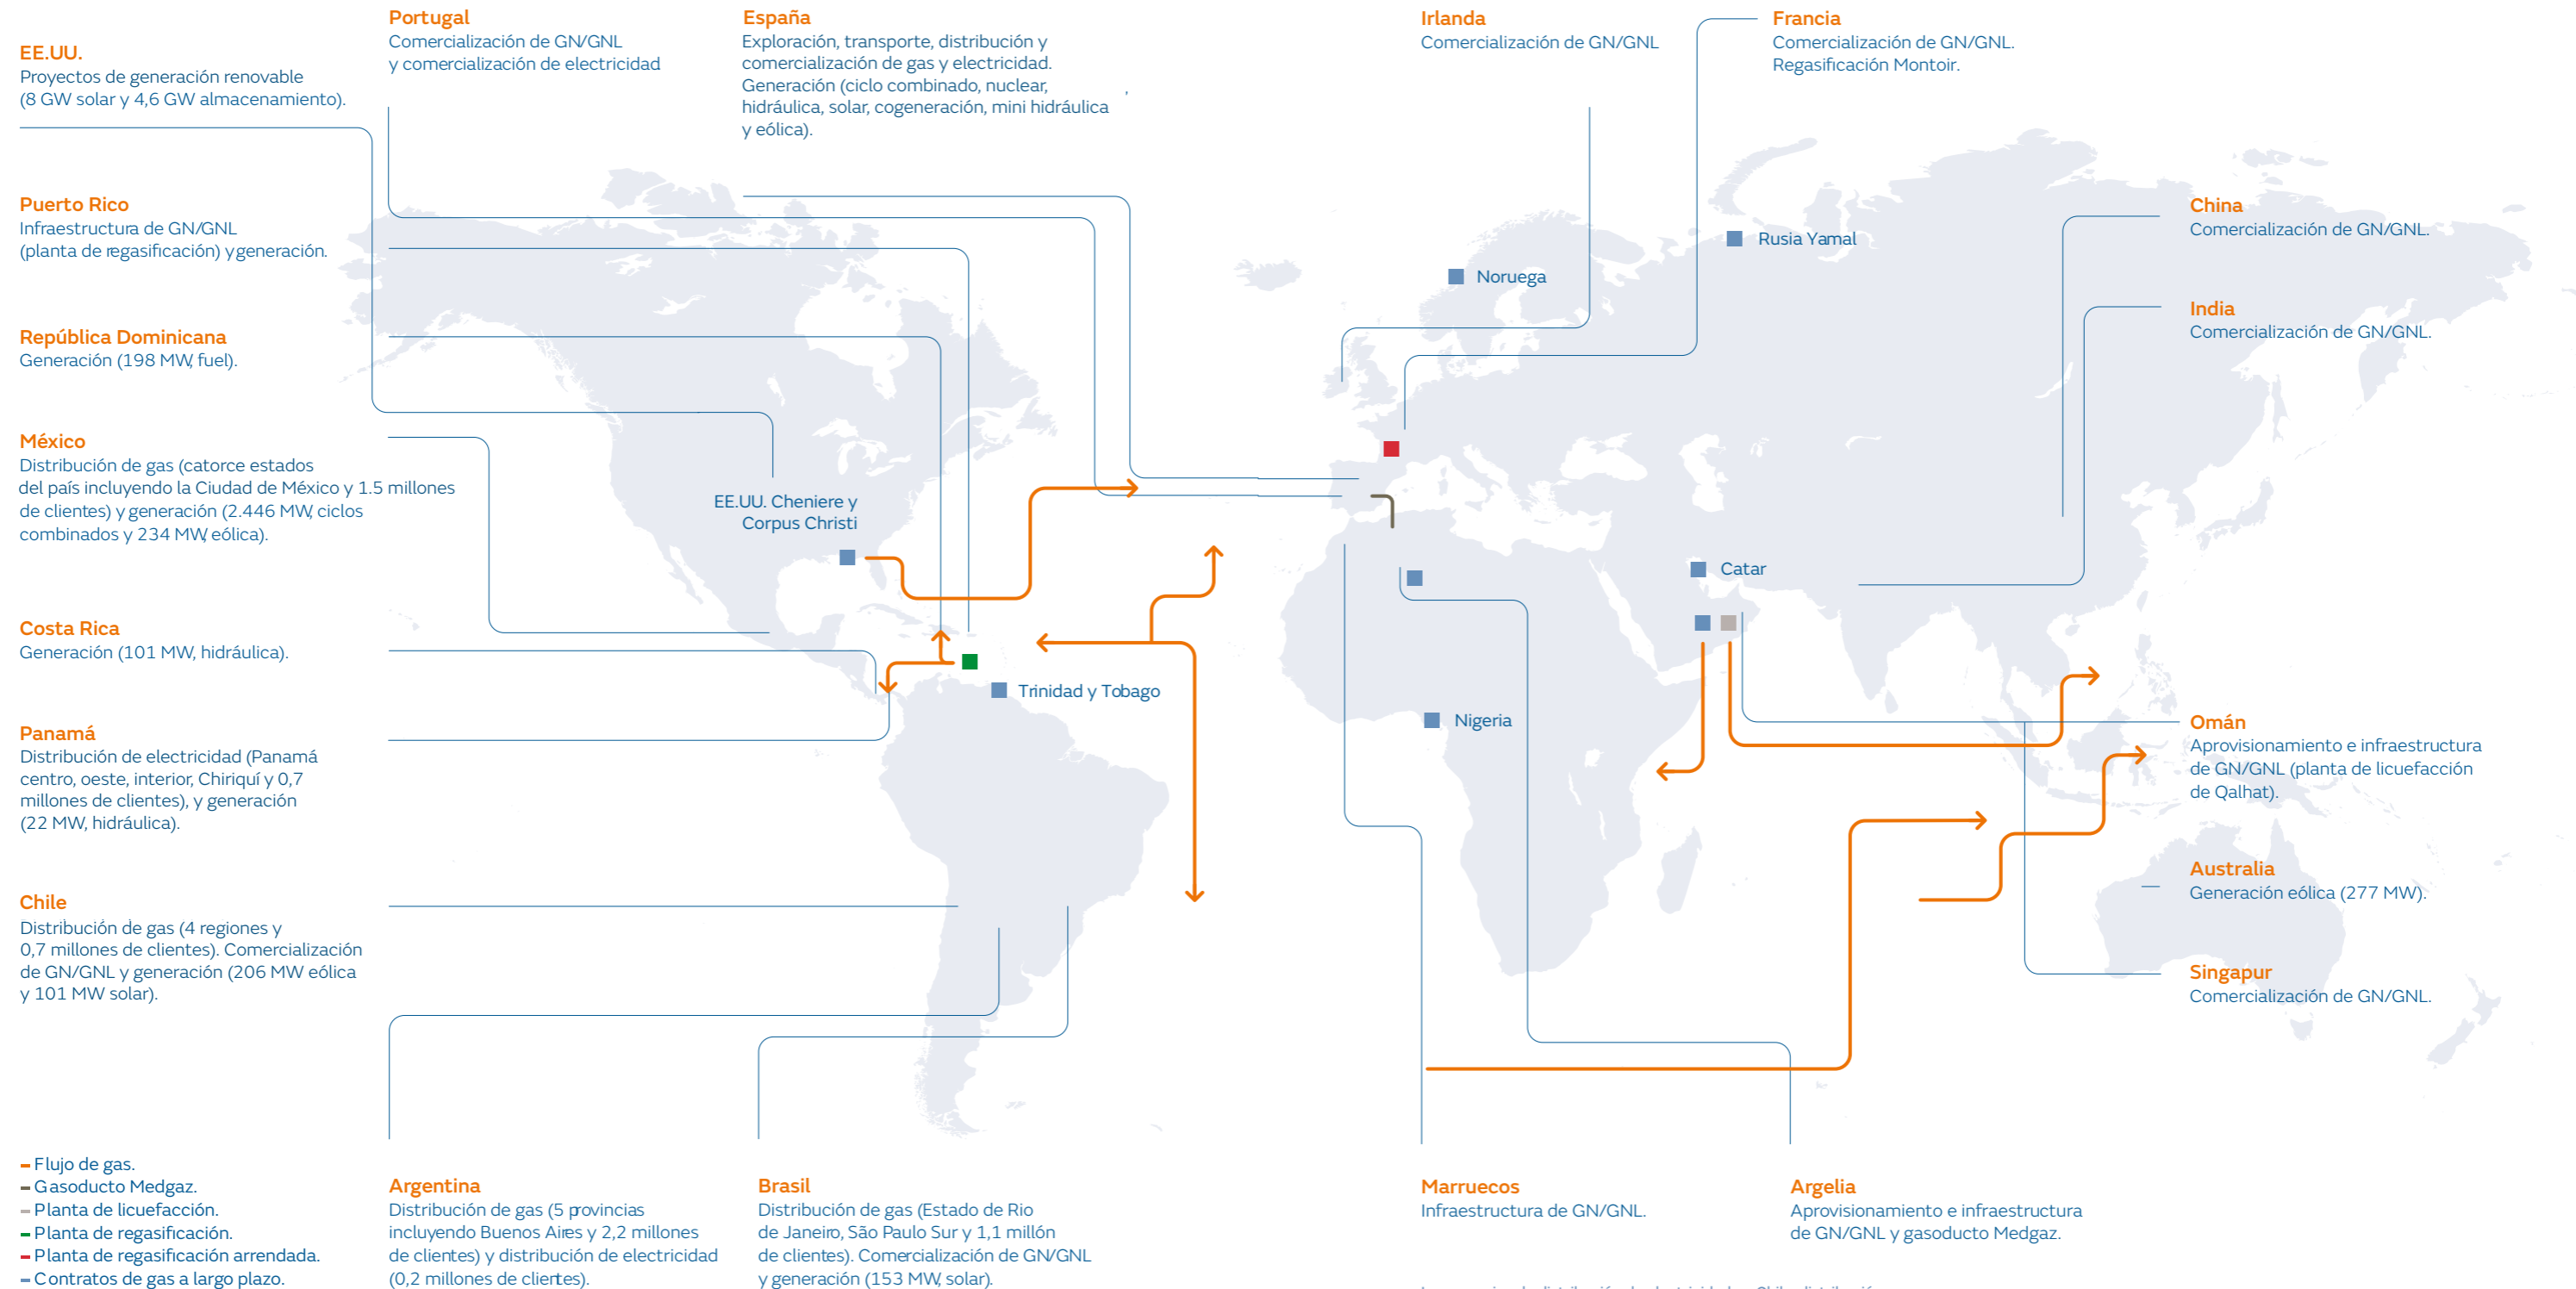 EE.UU.
Proyectos de generación renovable
(8 GW solar y 4,6 GW almacenamiento).
Portugal
Comercialización de GN/GNL
y comercialización de electricidad
España
Exploración, transporte, distribución y
comercialización de gas y electricidad.
Generación (ciclo combinado, nuclear,
hidráulica, solar, cogeneración, mini hidráulica
y eólica).
Irlanda
Comercialización de GN/GNL
Francia
Comercialización de GN/GNL.
Regasificación Montoir.
Puerto Rico
Infraestructura de GN/GNL
(planta de regasificación) y generación.
República Dominicana
Generación (198 MW, fuel).
México
Distribución de gas (catorce estados
del país incluyendo la Ciudad de México y 1.5 millones
de clientes) y generación (2.446 MW, ciclos
combinados y 234 MW, eólica).
Costa Rica
Generación (101 MW, hidráulica).
Panamá
Distribución de electricidad (Panamá
centro, oeste, interior, Chiriquí y 0,7
millones de clientes), y generación
(22 MW, hidráulica).
Chile
Distribución de gas (4 regiones y
0,7 millones de clientes). Comercialización
de GN/GNL y generación (206 MW eólica
y 101 MW solar).
EE.UU. Cheniere y
Corpus Christi
Trinidad y Tobago
Noruega
Rusia Yamal
Catar
Nigeria
China
Comercialización de GN/GNL.
India
Comercialización de GN/GNL.
Omán
Aprovisionamiento e infraestructura
de GN/GNL (planta de licuefacción
de Qalhat).
Australia
Generación eólica (277 MW).
Singapur
Comercialización de GN/GNL.
Flujo de gas.
Gasoducto Medgaz.
Planta de licuefacción.
Planta de regasificación.
Planta de regasificación arrendada.
Contratos de gas a largo plazo.
Argentina
Distribución de gas (5 provincias
incluyendo Buenos Aires y 2,2 millones
de clientes) y distribución de electricidad
(0,2 millones de clientes).
Brasil
Distribución de gas (Estado de Rio
de Janeiro, São Paulo Sur y 1,1 millón
de clientes). Comercialización de GN/GNL
y generación (153 MW, solar).
Marruecos
Infraestructura de GN/GNL.
Argelia
Aprovisionamiento e infraestructura
de GN/GNL y gasoducto Medgaz.